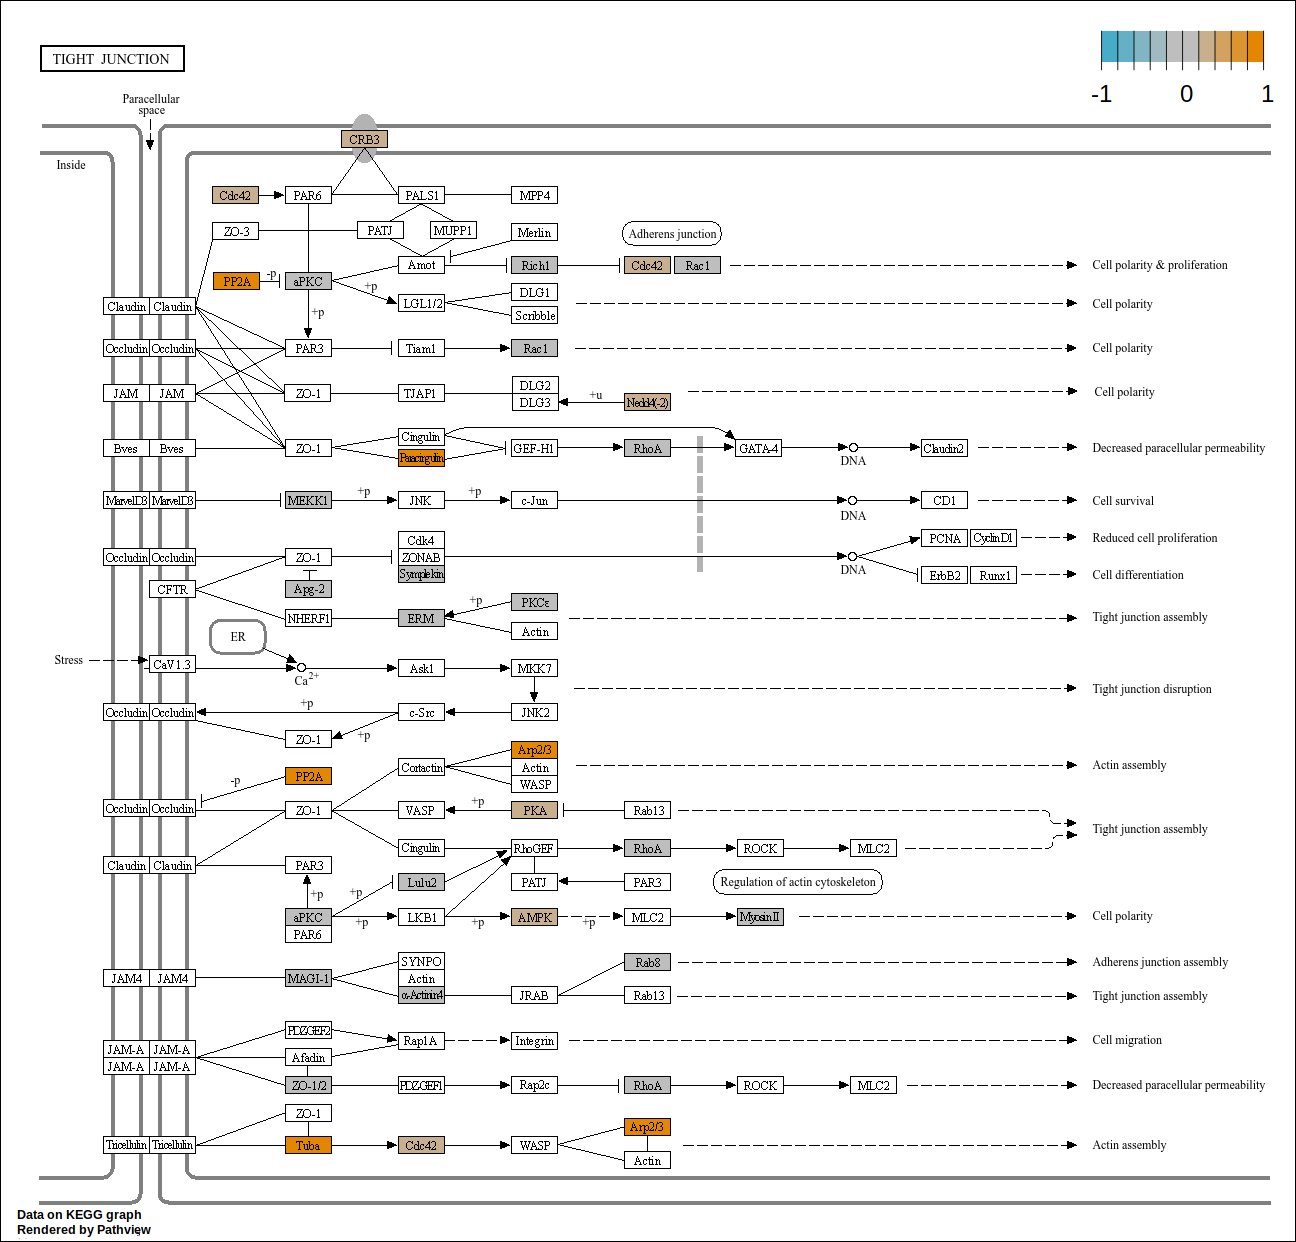 TIGHT JUNCTION
-1 0 1
Paracellular
space
CRB3
Inside
Cdc42 PAR6 PALS1 MPP4
ZO-3 PATJ MUPP1 Merlin Adherens junction
Amot Rich1 Cdc42 Rac1 Cell polarity & proliferation
PP2A -p aPKC +p
DLG1
Claudin Claudin LGL1/2 Cell polarity
+p Scribble
Occludin Occludin PAR3 Tiam1 Rac1 Cell polarity
DLG2
JAM JAM ZO-1 TJAP1 +u Cell polarity
DLG3 Nedd4(-2)
Cingulin
Bves Bves ZO-1 GEF-H1 RhoA GATA-4 DNA Claudin2 Decreased paracellular permeability
Paracingulin
MarvelD3 MarvelD3 MEKK1 +p JNK +p c-Jun DNA CD1 Cell survival
Cdk4 PCNA CyclinD1 Reduced cell proliferation
Occludin Occludin ZO-1 ZONAB DNA
Symplekin ErbB2 Runx1 Cell differentiation
CFTR Apg-2
+p PKCε
NHERF1 ERM Tight junction assembly
Actin
ER
Stress CaV1.3 Ca2+ Ask1 MKK7
Tight junction disruption
Occludin Occludin +p c-Src JNK2
ZO-1 +p
Arp2/3
Cortactin Actin Actin assembly
-p PP2A WASP
Occludin Occludin ZO-1 VASP +p PKA Rab13
Tight junction assembly
Cingulin RhoGEF RhoA ROCK MLC2
Claudin Claudin PAR3
+p +p Lulu2 PATJ PAR3 Regulation of actin cytoskeleton
aPKC +p LKB1 +p AMPK +p MLC2 MyosinII Cell polarity
PAR6
SYNPO Rab8 Adherens junction assembly
JAM4 JAM4 MAGI-1 Actin
α-Actinin4 JRAB Rab13 Tight junction assembly
PDZGEF2
JAM-A JAM-A Rap1A Integrin Cell migration
JAM-A JAM-A Afadin
ZO-1/2 PDZGEF1 Rap2c RhoA ROCK MLC2 Decreased paracellular permeability
ZO-1
Arp2/3
Tricellulin Tricellulin Tuba Cdc42 WASP Actin assembly
Actin
Data on KEGG graph
Rendered by Pathview